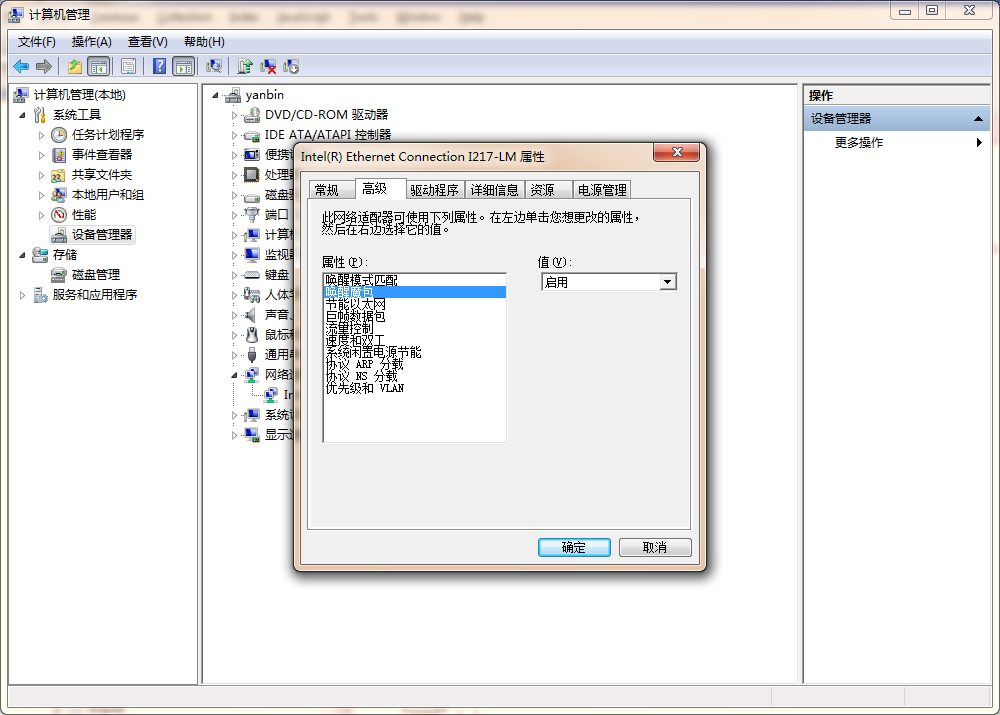 计算机管理
文件(F) 操作(A) 查看(V) 帮助(H)
计算机管理(本地)
系统工具
任务计划程序
事件查看器
共享文件夹
本地用户和组
性能
设备管理器
存储
磁盘管理
服务和应用程序
yanbin
DVD/CD-ROM 驱动器
IDE ATA/ATAPI 控制器
便携
处理器
磁盘
端口
计算机
监视器
键盘
人体
声音、
鼠标
通用
网络
In
系统
显示
Intel(R) Ethernet Connection I217-LM 属性
常规 高级 驱动程序 详细信息 资源 电源管理
此网络适配器可使用下列属性。在左边单击您想更改的属性，
然后在右边选择它的值。
属性(P):
唤醒模式匹配
唤醒魔包
节能以太网
巨帧数据包
流量控制
速度和双工
系统闲置电源节能
协议 ARP 分载
协议 NS 分载
优先级和 VLAN
值(V):
启用
确定 取消
操作
设备管理器
更多操作